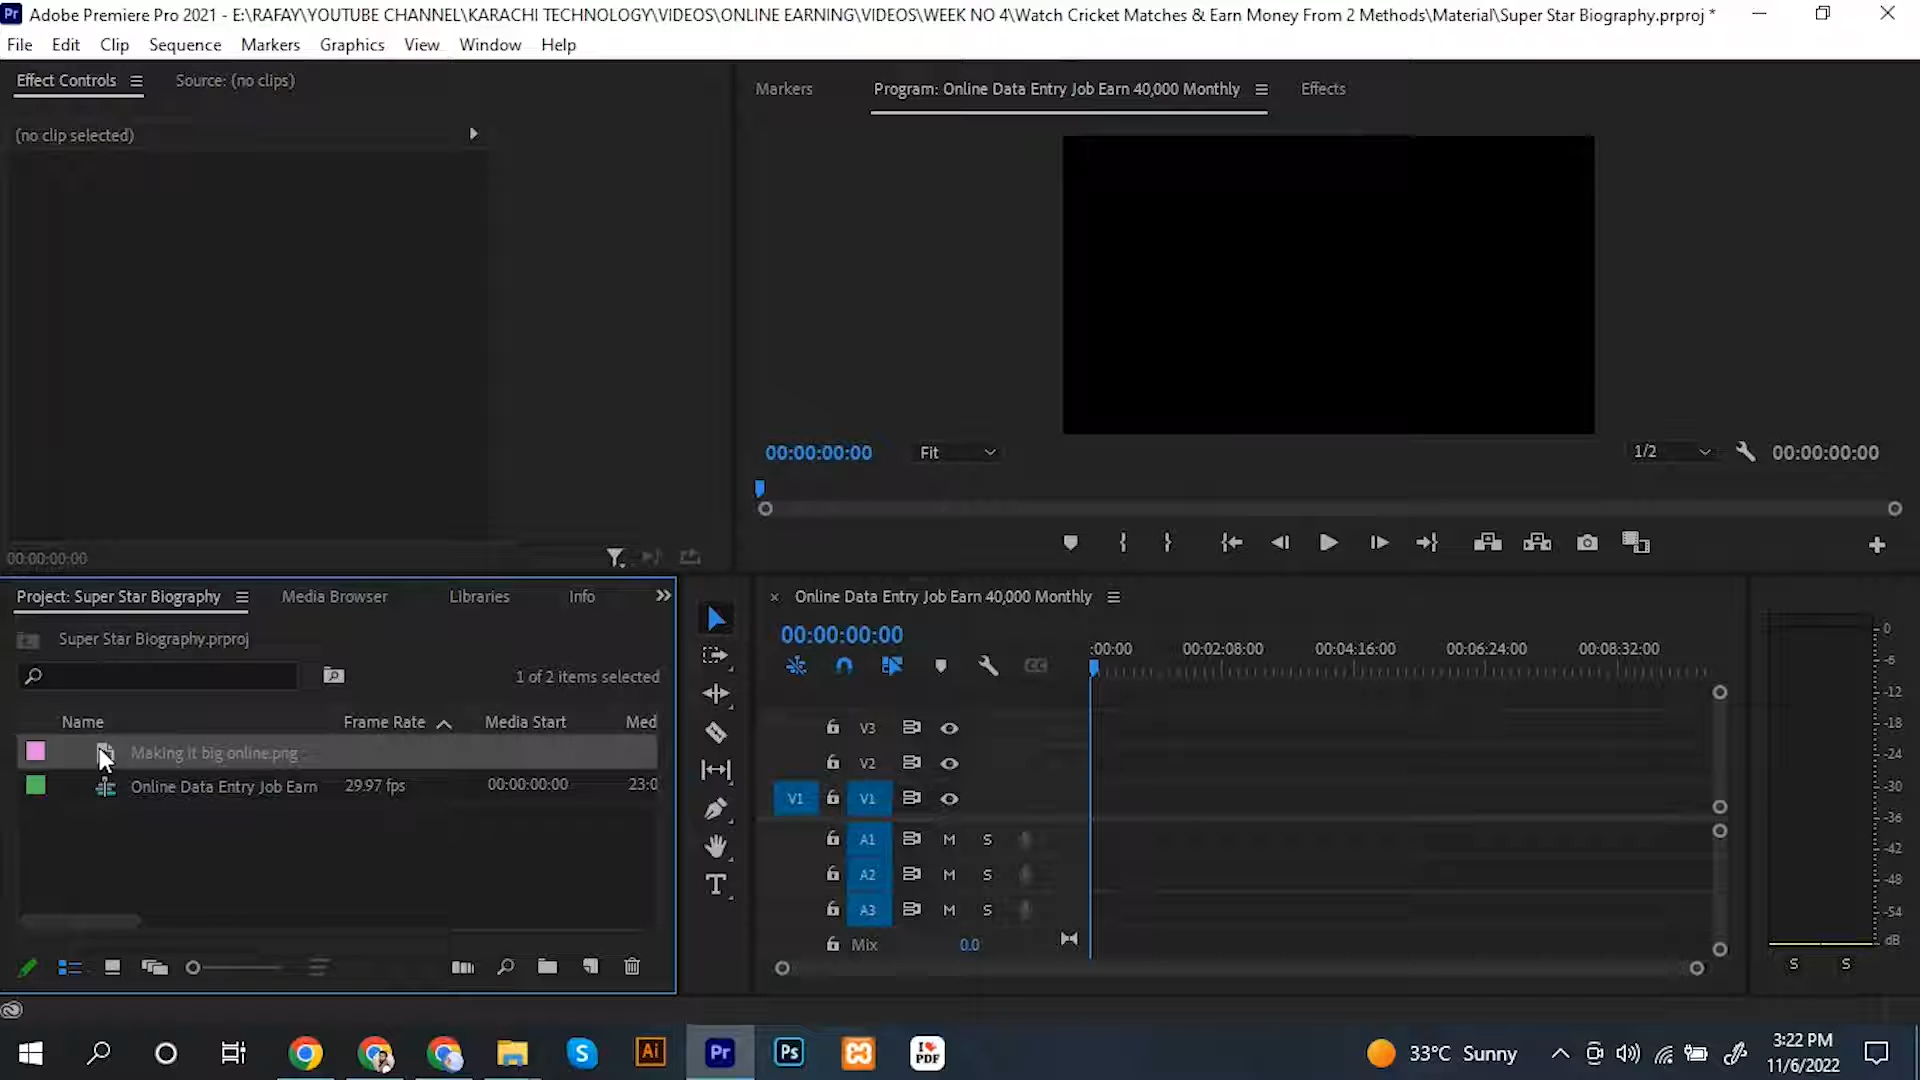 Pr Adobe Premiere Pro 2021 - E:\RAFAY\YOUTUBE CHANNEL\KARACHI TECHNOLOGY\VIDEOS\ONLINE EARNING\VIDEOS\WEEK NO 4\Watch Cricket Matches & Earn Money From 2 Methods\Material\Super Star Biography.prproj *
File Edit Clip Sequence Markers Graphics View Window Help
Effect Controls Source: (no clips)
Markers Program: Online Data Entry Job Earn 40,000 Monthly Effects
(no clip selected)
00:00:00:00 Fit 1/2 00:00:00:00
00:00:00:00
Project: Super Star Biography Media Browser Libraries Info
Super Star Biography.prproj
1 of 2 items selected
Name Frame Rate Media Start Med
Making it big online.png
Online Data Entry Job Earn 29.97 fps 00:00:00:00 23:0
Online Data Entry Job Earn 40,000 Monthly
00:00:00:00
:00:00 00:02:08:00 00:04:16:00 00:06:24:00 00:08:32:00
V3
V2
V1 V1
A1 M S
A2 M S
A3 M S
Mix 0.0
0
-6
-12
-18
-24
-30
-36
-42
-48
-54
dB
S S
T
Ai Pr Ps I PDF
33°C Sunny
3:22 PM
11/6/2022